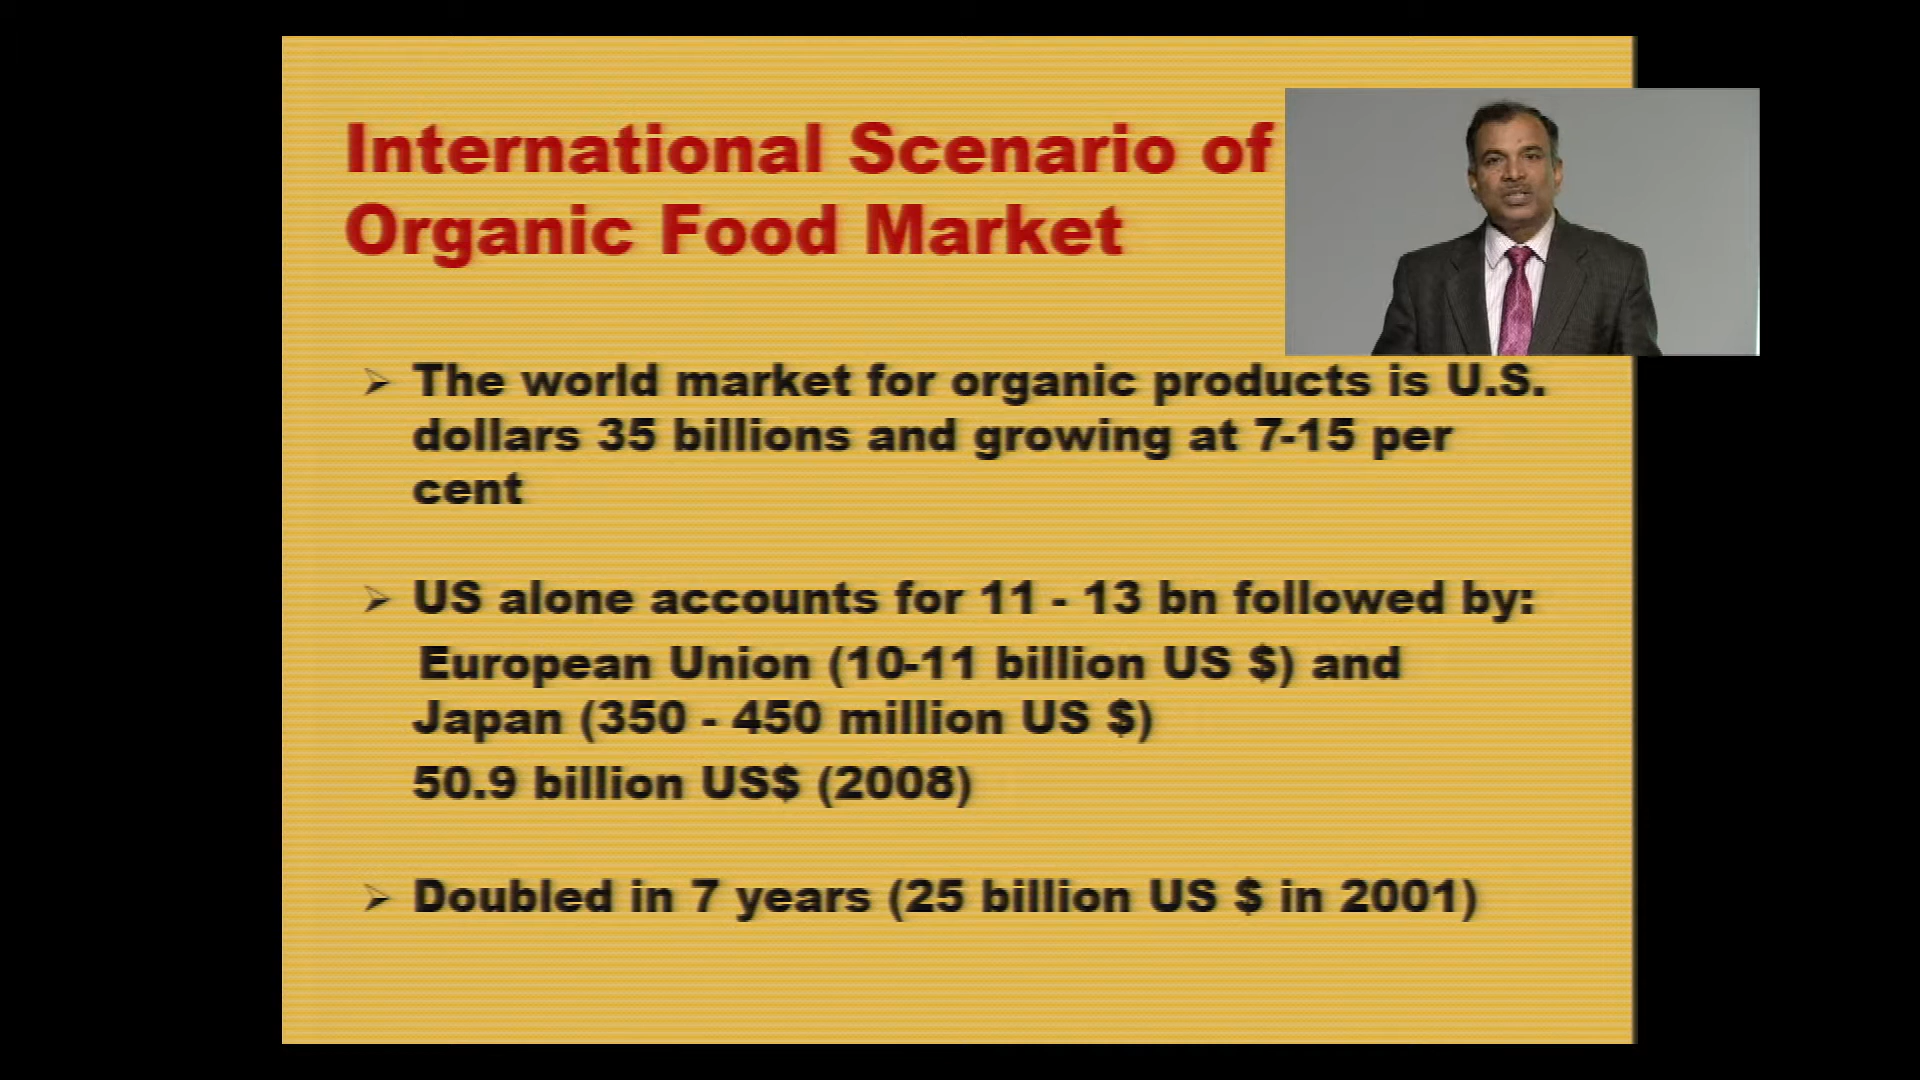 International Scenario of
Organic Food Market
The world market for organic products is U.S.
dollars 35 billions and growing at 7-15 per
cent
US alone accounts for 11 - 13 bn followed by:
European Union (10-11 billion US $) and
Japan (350 - 450 million US $)
50.9 billion US$ (2008)
Doubled in 7 years (25 billion US $ in 2001)